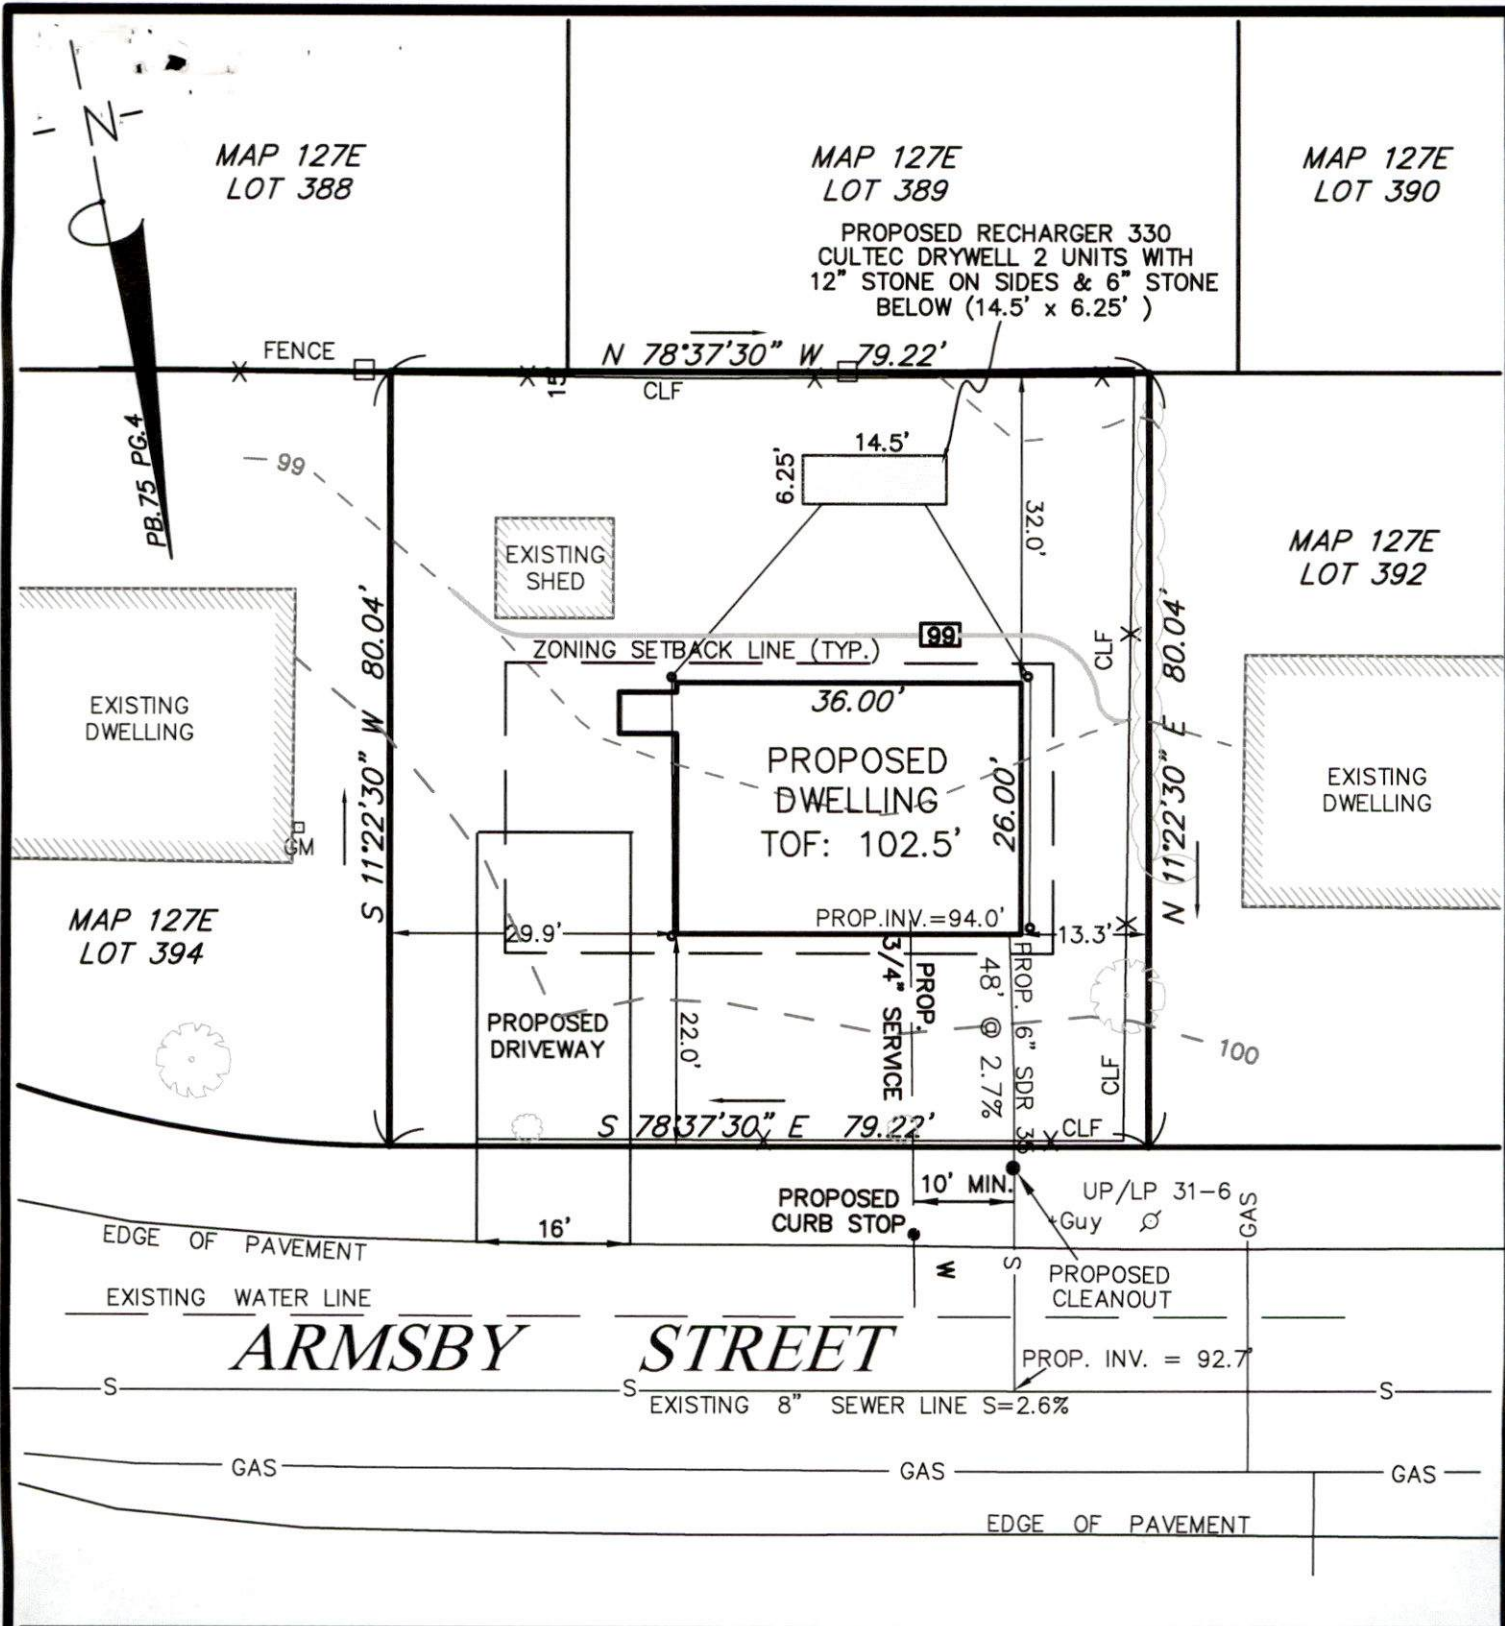 N
MAP 127E
LOT 388
MAP 127E
LOT 389
MAP 127E
LOT 390
PROPOSED RECHARGER 330
CULTEC DRYWELL 2 UNITS WITH
12" STONE ON SIDES & 6" STONE
BELOW (14.5' x 6.25' )
FENCE
N 78°37'30" W 79.22'
15
CLF
PB.75 PG.4
99
14.5'
6.25'
32.0'
EXISTING
SHED
MAP 127E
LOT 392
S 11°22'30" W 80.04'
N 11°22'30" E 80.04'
CLF
99
ZONING SETBACK LINE (TYP.)
36.00'
EXISTING
DWELLING
PROPOSED
DWELLING
TOF: 102.5'
26.00'
EXISTING
DWELLING
GM
MAP 127E
LOT 394
PROP.INV.=94.0'
29.9'
13.3'
PROP.
3/4" SERVICE
PROP. 6" SDR 35
48' @ 2.7%
PROPOSED
DRIVEWAY
22.0'
100
CLF
S 78°37'30" E 79.22'
CLF
PROPOSED
CURB STOP
10' MIN.
UP/LP 31-6
Guy
GAS
16'
EDGE OF PAVEMENT
W
S
PROPOSED
CLEANOUT
EXISTING WATER LINE
ARMSBY STREET
PROP. INV. = 92.7'
S
S
S
EXISTING 8" SEWER LINE S=2.6%
GAS
GAS
GAS
EDGE OF PAVEMENT